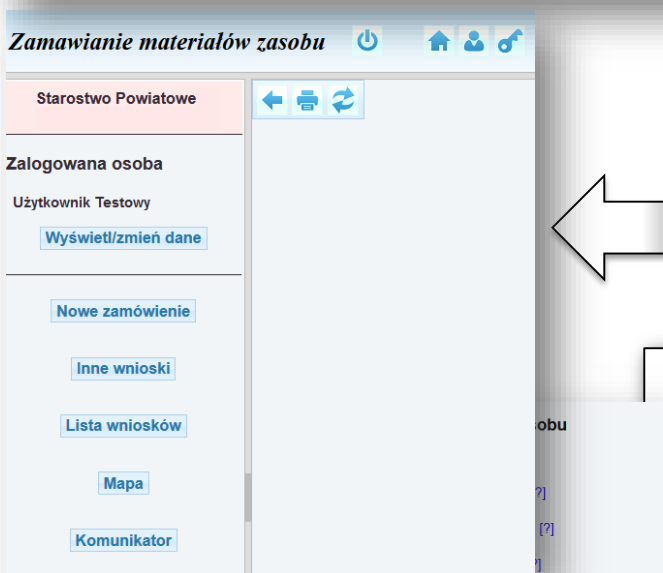 Zamawianie materiałów zasobu
Starostwo Powiatowe
Zalogowana osoba
Użytkownik Testowy
Wyświetl/zmień dane
Nowe zamówienie
Inne wnioski
Lista wniosków
Mapa
Komunikator
obu
?]
[?]
?]